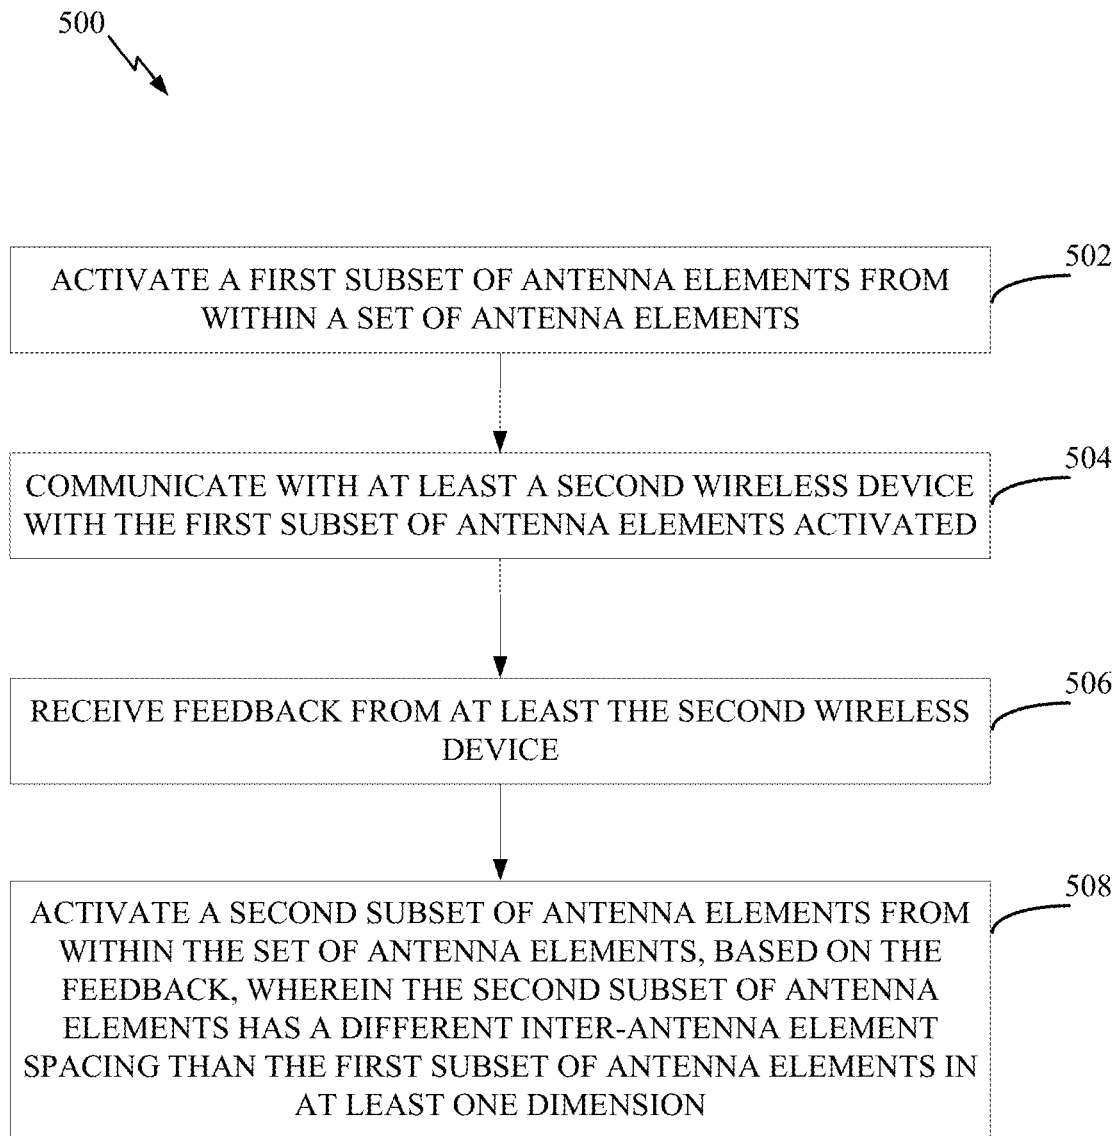 500
502
ACTIVATE A FIRST SUBSET OF ANTENNA ELEMENTS FROM
WITHIN A SET OF ANTENNA ELEMENTS
504
COMMUNICATE WITH AT LEAST A SECOND WIRELESS DEVICE
WITH THE FIRST SUBSET OF ANTENNA ELEMENTS ACTIVATED
506
RECEIVE FEEDBACK FROM AT LEAST THE SECOND WIRELESS
DEVICE
508
ACTIVATE A SECOND SUBSET OF ANTENNA ELEMENTS FROM
WITHIN THE SET OF ANTENNA ELEMENTS, BASED ON THE
FEEDBACK, WHEREIN THE SECOND SUBSET OF ANTENNA
ELEMENTS HAS A DIFFERENT INTER-ANTENNA ELEMENT
SPACING THAN THE FIRST SUBSET OF ANTENNA ELEMENTS IN
AT LEAST ONE DIMENSION